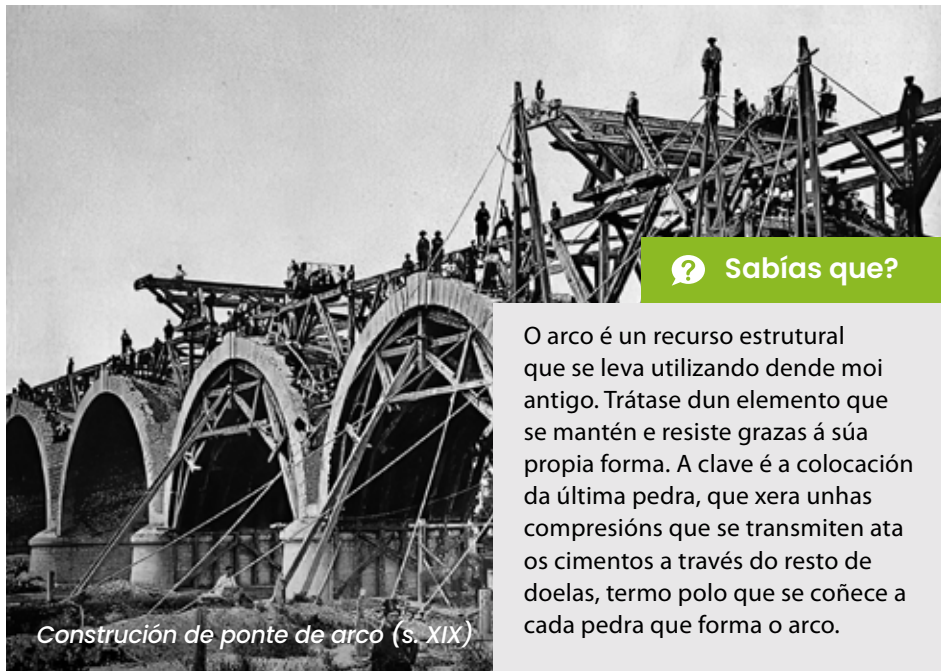 Sabías que?
O arco é un recurso estrutural
que se leva utilizando dende moi
antigo. Trátase dun elemento que
se mantén e resiste grazas á súa
propia forma. A clave é a colocación
da última pedra, que xera unhas
compresións que se transmiten ata
os cimentos a través do resto de
doelas, termo polo que se coñece a
cada pedra que forma o arco.
Construción de ponte de arco (s. XIX)